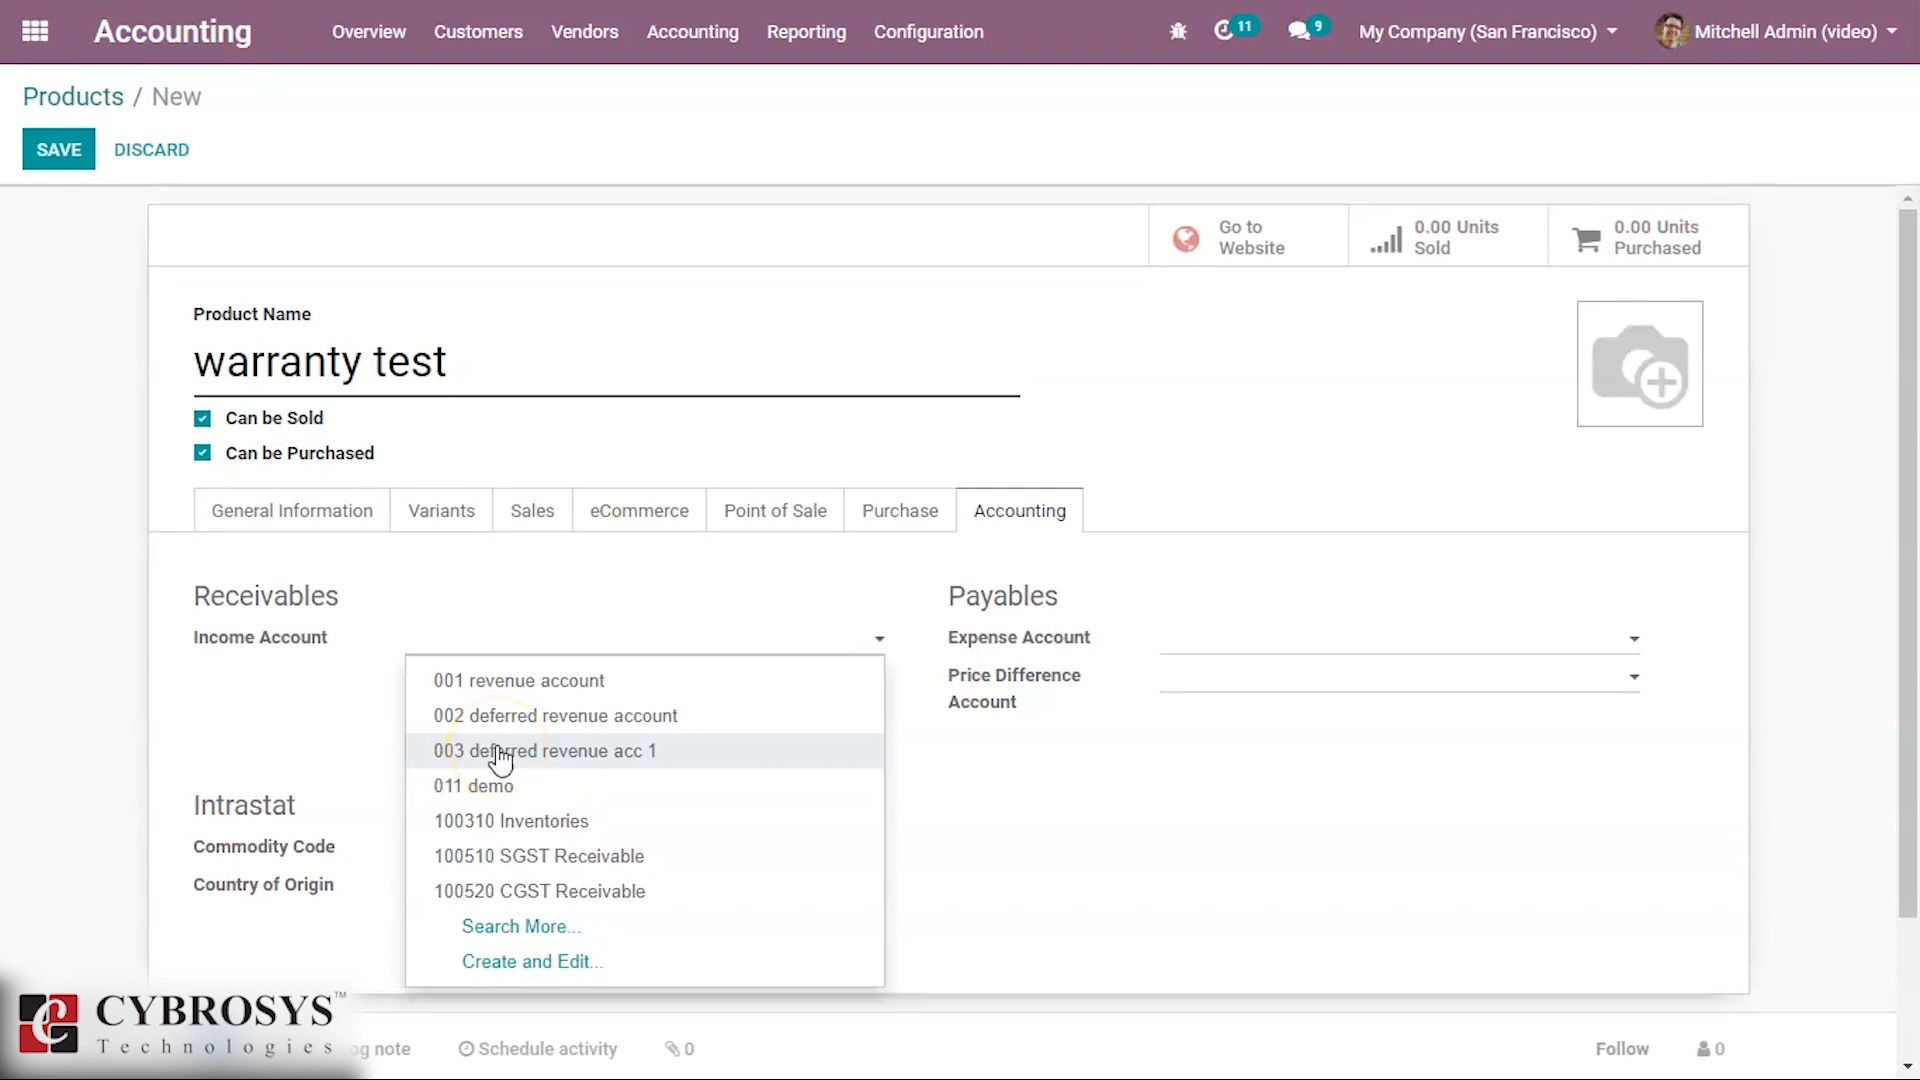 Accounting Overview Customers Vendors Accounting Reporting Configuration 11 9 My Company (San Francisco) Mitchell Admin (video)
Products / New
SAVE DISCARD
Go to
Website
0.00 Units
Sold
0.00 Units
Purchased
Product Name
warranty test
Can be Sold
Can be Purchased
General Information Variants Sales eCommerce Point of Sale Purchase Accounting
Receivables
Income Account
001 revenue account
002 deferred revenue account
003 deferred revenue acc 1
011 demo
100310 Inventories
100510 SGST Receivable
100520 CGST Receivable
Search More...
Create and Edit...
Payables
Expense Account
Price Difference
Account
Intrastat
Commodity Code
Country of Origin
CYBROSYS™
Technologies
note Schedule activity 0 Follow 0